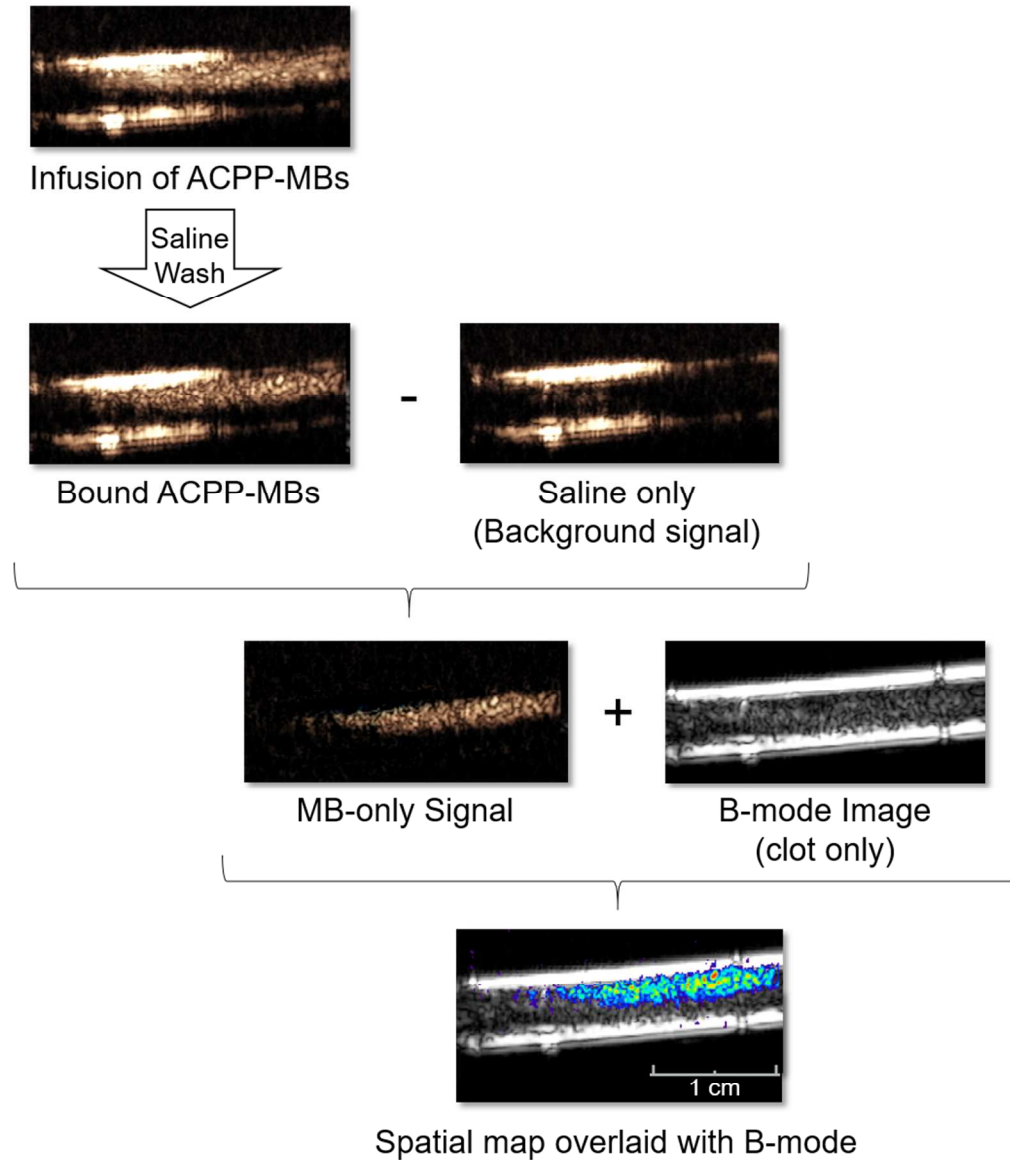 Infusion of ACPP-MBs
Saline
Wash
-
Bound ACPP-MBs
Saline only
(Background signal)
+
MB-only Signal
B-mode Image
(clot only)
1 cm
Spatial map overlaid with B-mode